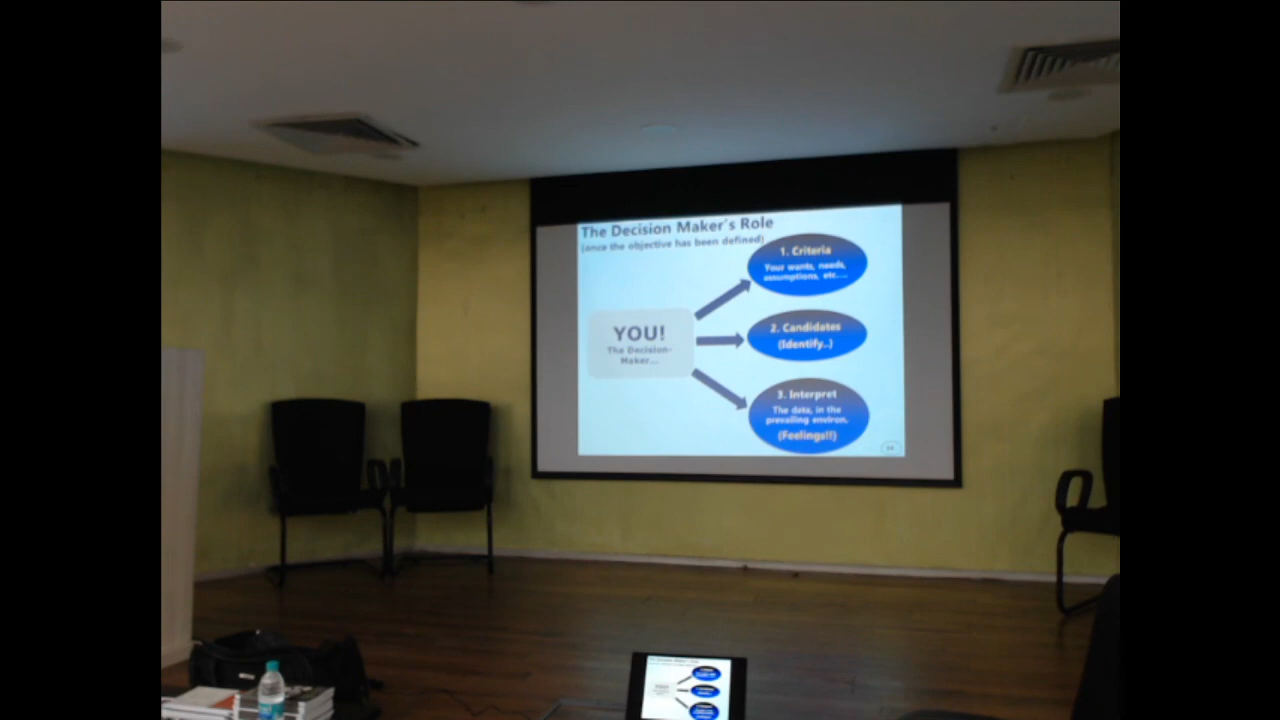 The Decision Maker's Role
(once the objective has been defined)
1. Criteria
Your wants, needs,
assumptions, etc....
YOU!
The Decision-
Maker...
2. Candidates
(Identify..)
3. Interpret
The data, in the
prevailing environ.
(Feelings!!)
YOU!